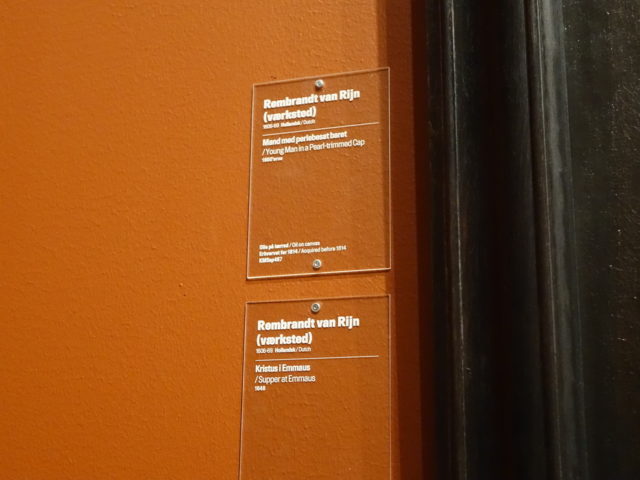 Rembrandt van Rijn
(værksted)
1606-69 Hollandsk / Dutch
Mand med perlebesat baret
/ Young Man in a Pearl-trimmed Cap
Olie på lærred / Oil on canvas
Erhvervet før 1814 / Acquired before 1814
KMSsp487
Rembrandt van Rijn
(værksted)
1606-69 Hollandsk / Dutch
Kristus i Emmaus
/ Supper at Emmaus
1648